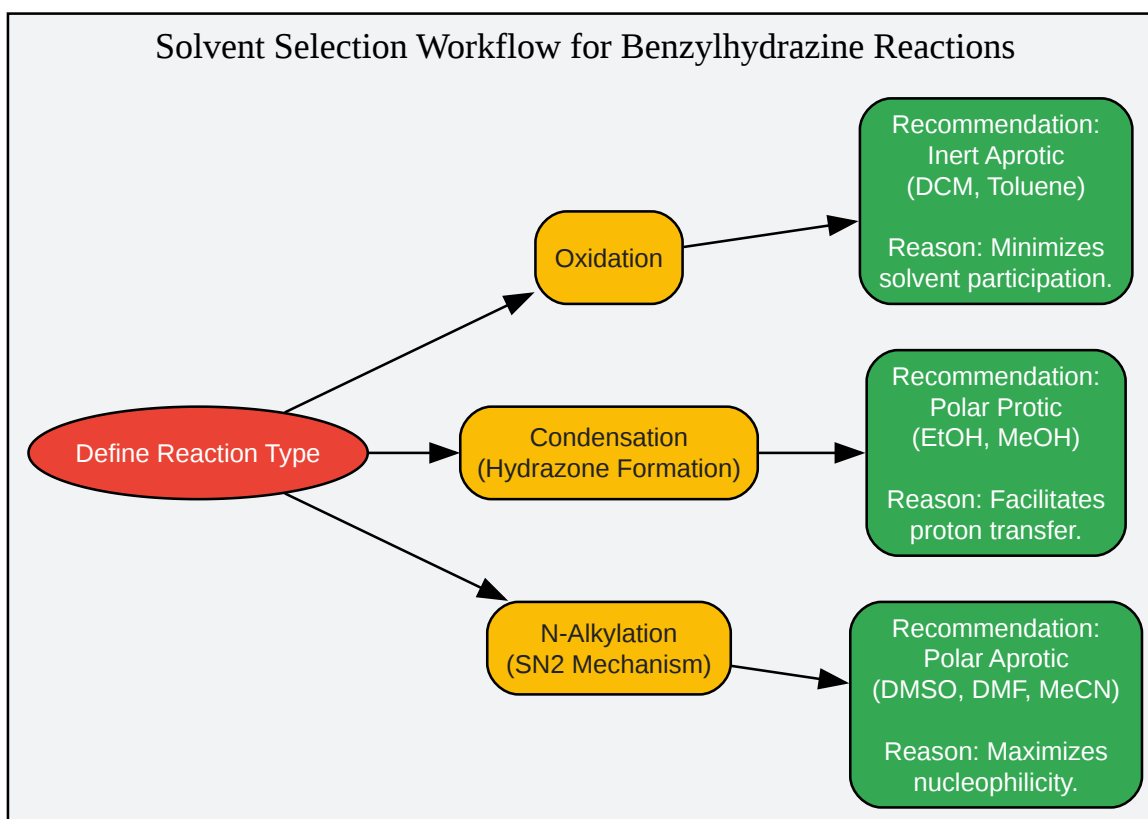 Solvent Selection Workflow for Benzylhydrazine Reactions
Define Reaction Type
Oxidation
Recommendation:
Inert Aprotic
(DCM, Toluene)
Reason: Minimizes
solvent participation.
Condensation
(Hydrazone Formation)
Recommendation:
Polar Protic
(EtOH, MeOH)
Reason: Facilitates
proton transfer.
N-Alkylation
(SN2 Mechanism)
Recommendation:
Polar Aprotic
(DMSO, DMF, MeCN)
Reason: Maximizes
nucleophilicity.